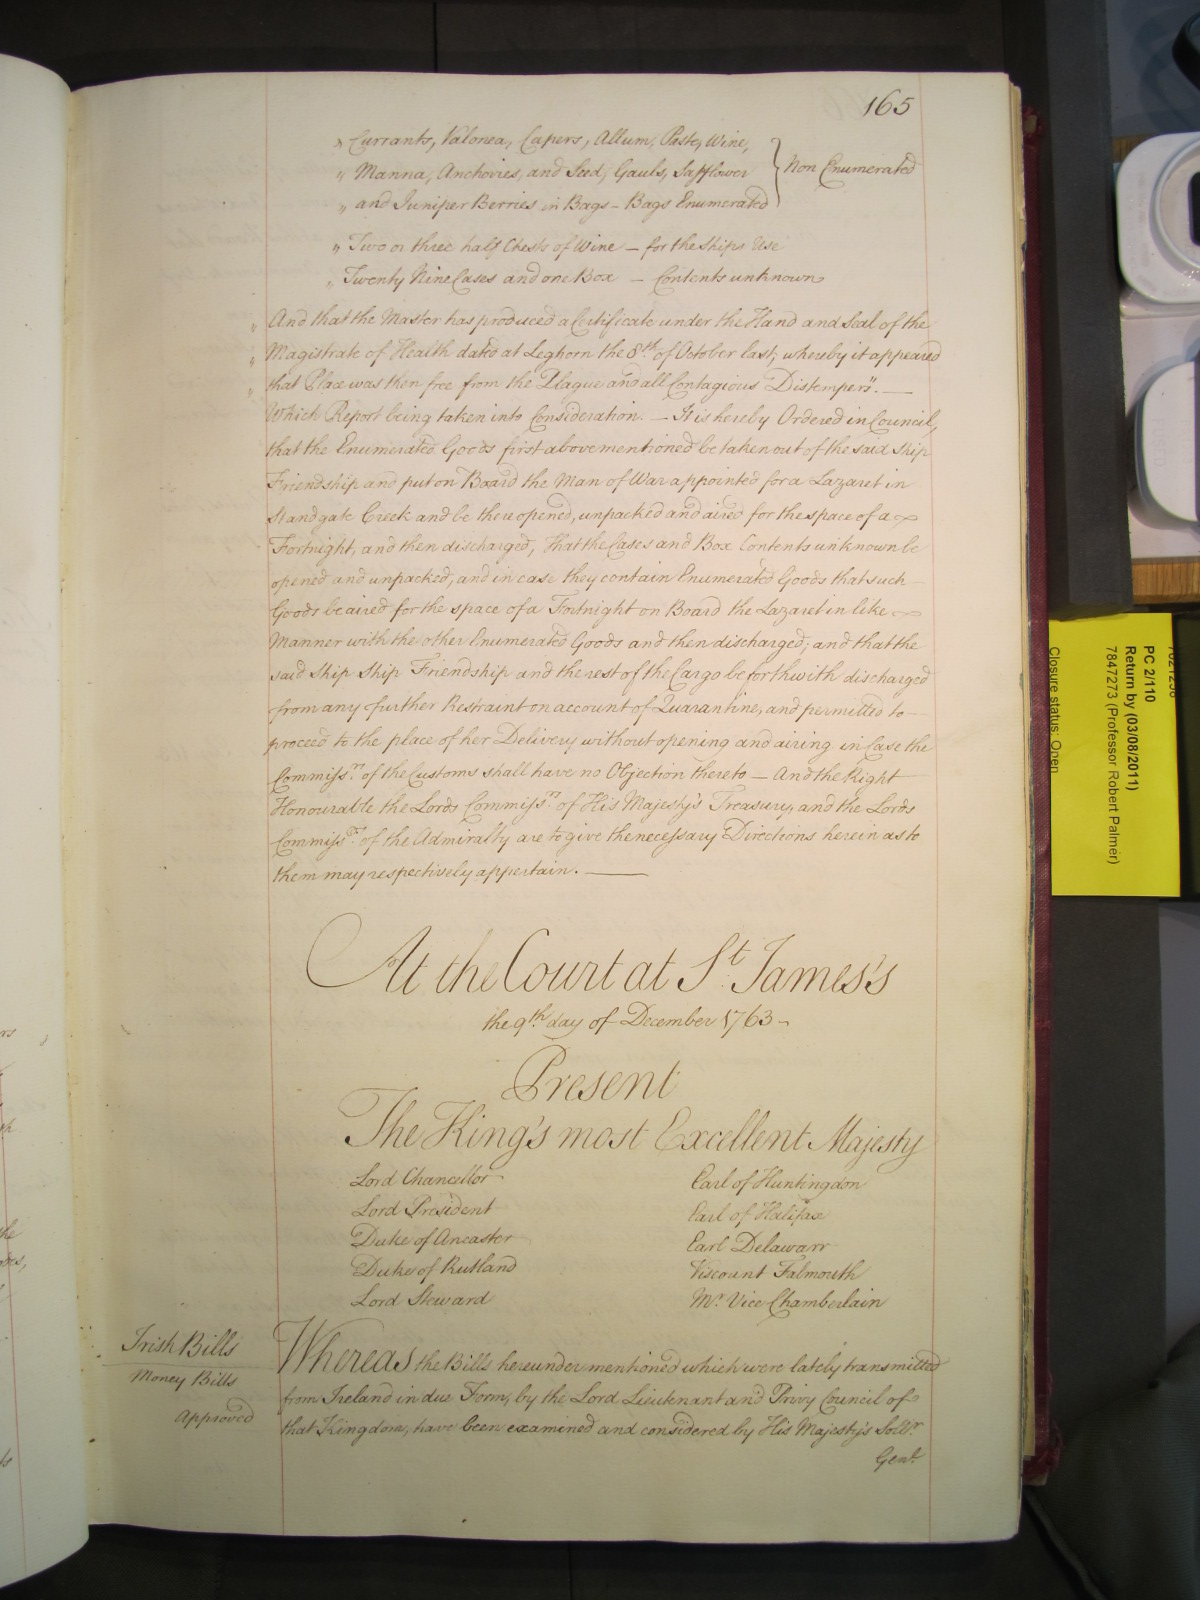 165
" Currants, Valonea, Capers, Allum, Paste, Wine,
" Manna, Anchovies, and Seed, Gauls, Safflower } Non Enumerated
" and Juniper Berries in Bags - Bags Enumerated
" Two or three half Chests of Wine — for the Ships Use
" Twenty Nine Cases and one Box — Contents unknown
" And that the Master has produced a Certificate under the Hand and Seal of the
" Magistrate of Health dated at Leghorn the 8th. of October last, whereby it appeared
" that Place was then free from the Plague and all Contagious Distempers". —
Which Report being taken into Consideration. — It is hereby Ordered in Council,
that the Enumerated Goods first abovementioned be taken out of the said Ship
Friendship and put on Board the Man of War appointed for a Lazaret in
Standgate Creek and be there opened, unpacked and aired for the space of a
Fortnight, and then discharged, that the Cases and Box Contents unknown be
opened and unpacked, and in case they contain Enumerated Goods that such
Goods be aired for the space of a Fortnight on Board the Lazaret in like
Manner with the other Enumerated Goods and then discharged; and that the
said Ship Ship Friendship and the rest of the Cargo be forthwith discharged
from any further Restraint on account of Quarantine, and permitted to
proceed to the place of her Delivery without opening and airing in Case the
Commissrs. of the Customs shall have no Objection thereto — And the Right
Honourable the Lords Commissrs. of His Majesty's Treasury, and the Lords
Commissrs. of the Admiralty are to give the necessary Directions herein as to
them may respectively appertain. —
At the Court at St. James's
the 9th. day of December 1763 -
Present
The King's most Excellent Majesty
Lord Chancellor Earl of Huntingdon
Lord President Earl of Halifax
Duke of Ancaster Earl Delawarr
Duke of Rutland Viscount Falmouth
Lord Steward Mr. Vice Chamberlain
Irish Bills
Money Bills
Approved
Whereas the Bills hereunder mentioned which were lately transmitted
from Ireland in due Form, by the Lord Lieutenant and Privy Council of
that Kingdom, have been examined and considered by His Majesty's Sollr.
Genl.
PC 2/110
Return by (03/08/2011)
7847273 (Professor Robert Palmer)
Closure status: Open